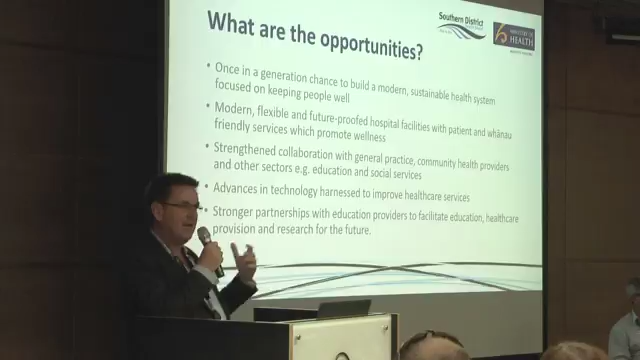 What are the opportunities?
Southern District
MINISTRY OF
HEALTH
• Once in a generation chance to build a modern, sustainable health system
focused on keeping people well
• Modern, flexible and future-proofed hospital facilities with patient and whānau
friendly services which promote wellness
• Strengthened collaboration with general practice, community health providers
and other sectors e.g. education and social services
• Advances in technology harnessed to improve healthcare services
• Stronger partnerships with education providers to facilitate education, healthcare
provision and research for the future.